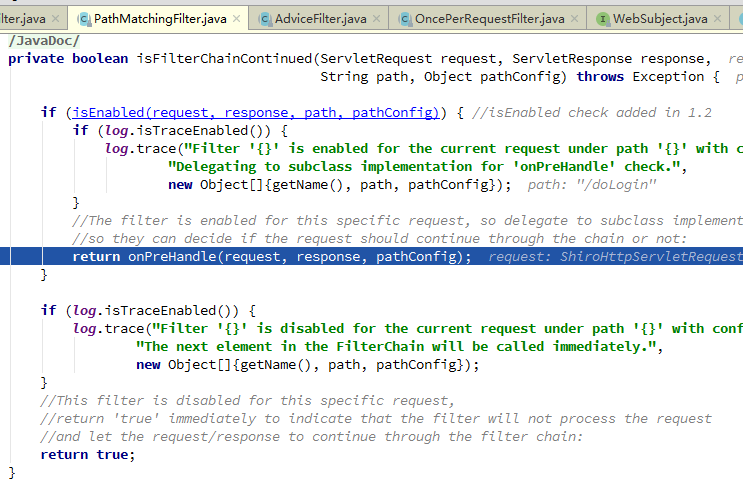 lter.java × PathMatchingFilter.java × AdviceFilter.java × OncePerRequestFilter.java × WebSubject.java ×
/JavaDoc/
private boolean isFilterChainContinued(ServletRequest request, ServletResponse response, re
String path, Object pathConfig) throws Exception { p
if (isEnabled(request, response, path, pathConfig)) { //isEnabled check added in 1.2
if (log.isTraceEnabled()) {
log.trace("Filter '{}' is enabled for the current request under path '{}' with c
"Delegating to subclass implementation for 'onPreHandle' check.",
new Object[]{getName(), path, pathConfig}); path: "/doLogin"
}
//The filter is enabled for this specific request, so delegate to subclass implement
//so they can decide if the request should continue through the chain or not:
return onPreHandle(request, response, pathConfig); request: ShiroHttpServletRequest
}
if (log.isTraceEnabled()) {
log.trace("Filter '{}' is disabled for the current request under path '{}' with conf
"The next element in the FilterChain will be called immediately.",
new Object[]{getName(), path, pathConfig});
}
//This filter is disabled for this specific request,
//return 'true' immediately to indicate that the filter will not process the request
//and let the request/response to continue through the filter chain:
return true;
}